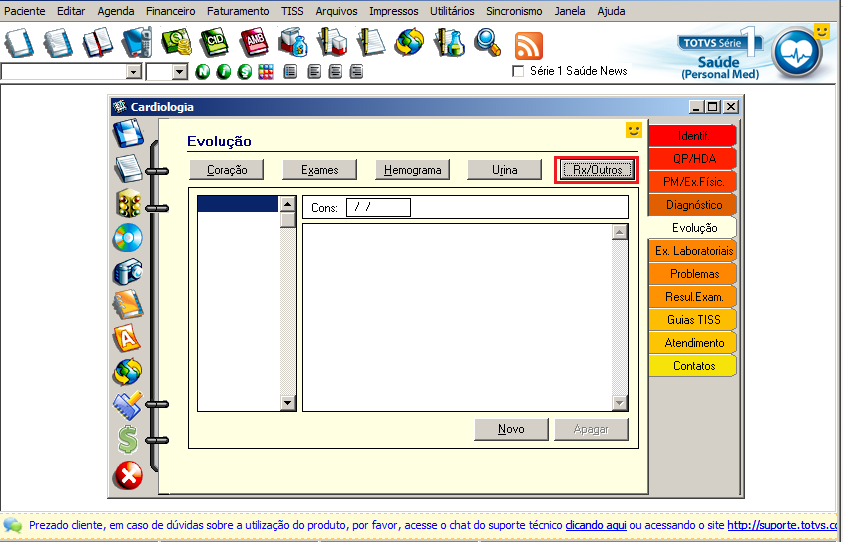 Paciente Editar Agenda Financeiro Faturamento TISS Arquivos Impressos Utilitários Sincronismo Janela Ajuda
$ CID AMB
TOTVS Série 1
Saúde
(Personal Med)
N F S
Série 1 Saúde News
Cardiologia
Evolução
Coração Exames Hemograma Urina Rx/Outros
Cons: / /
Novo Apagar
Identif.
QP/HDA
PM/Ex.Físic.
Diagnóstico
Evolução
Ex. Laboratoriais
Problemas
Resul.Exam.
Guias TISS
Atendimento
Contatos
A
$
Prezado cliente, em caso de dúvidas sobre a utilização do produto, por favor, acesse o chat do suporte técnico clicando aqui ou acessando o site http://suporte.totvs.co